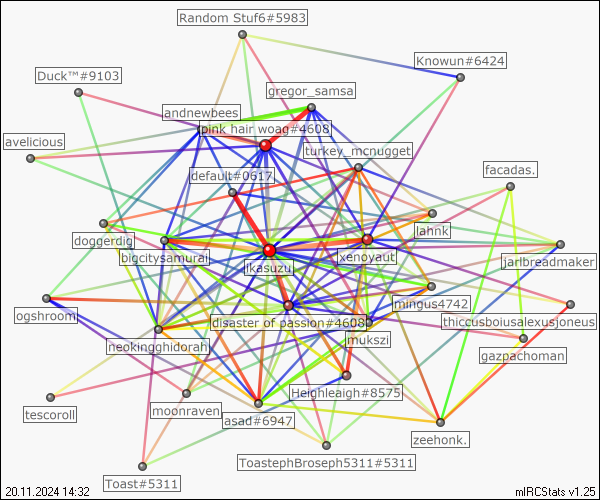 Random Stuf6#5983
Knowun#6424
Duck™#9103
gregor_samsa
andnewbees
pink hair woag#4608
avelicious
turkey_mcnugget
default#0617
facadas.
lahnk
doggerdig
bigcitysamurai
xenoyaut
jkasuzu
jarlbreadmaker
mingus4742
ogshroom
disaster of passion#4608
thiccusboiusalexusjoneus
mukszi
neokingghidorah
gazpachoman
Heighleaigh#8575
tescoroll
moonraven
asad#6947
zeehonk.
ToastephBroseph5311#5311
Toast#5311
20.11.2024 14:32
mIRCStats v1.25